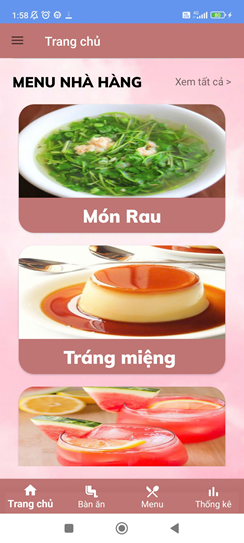 1:58
Trang chủ
MENU NHÀ HÀNG
Xem tất cả >
Món Rau
Tráng miệng
Trang chủ
Bàn ăn
Menu
Thống kê